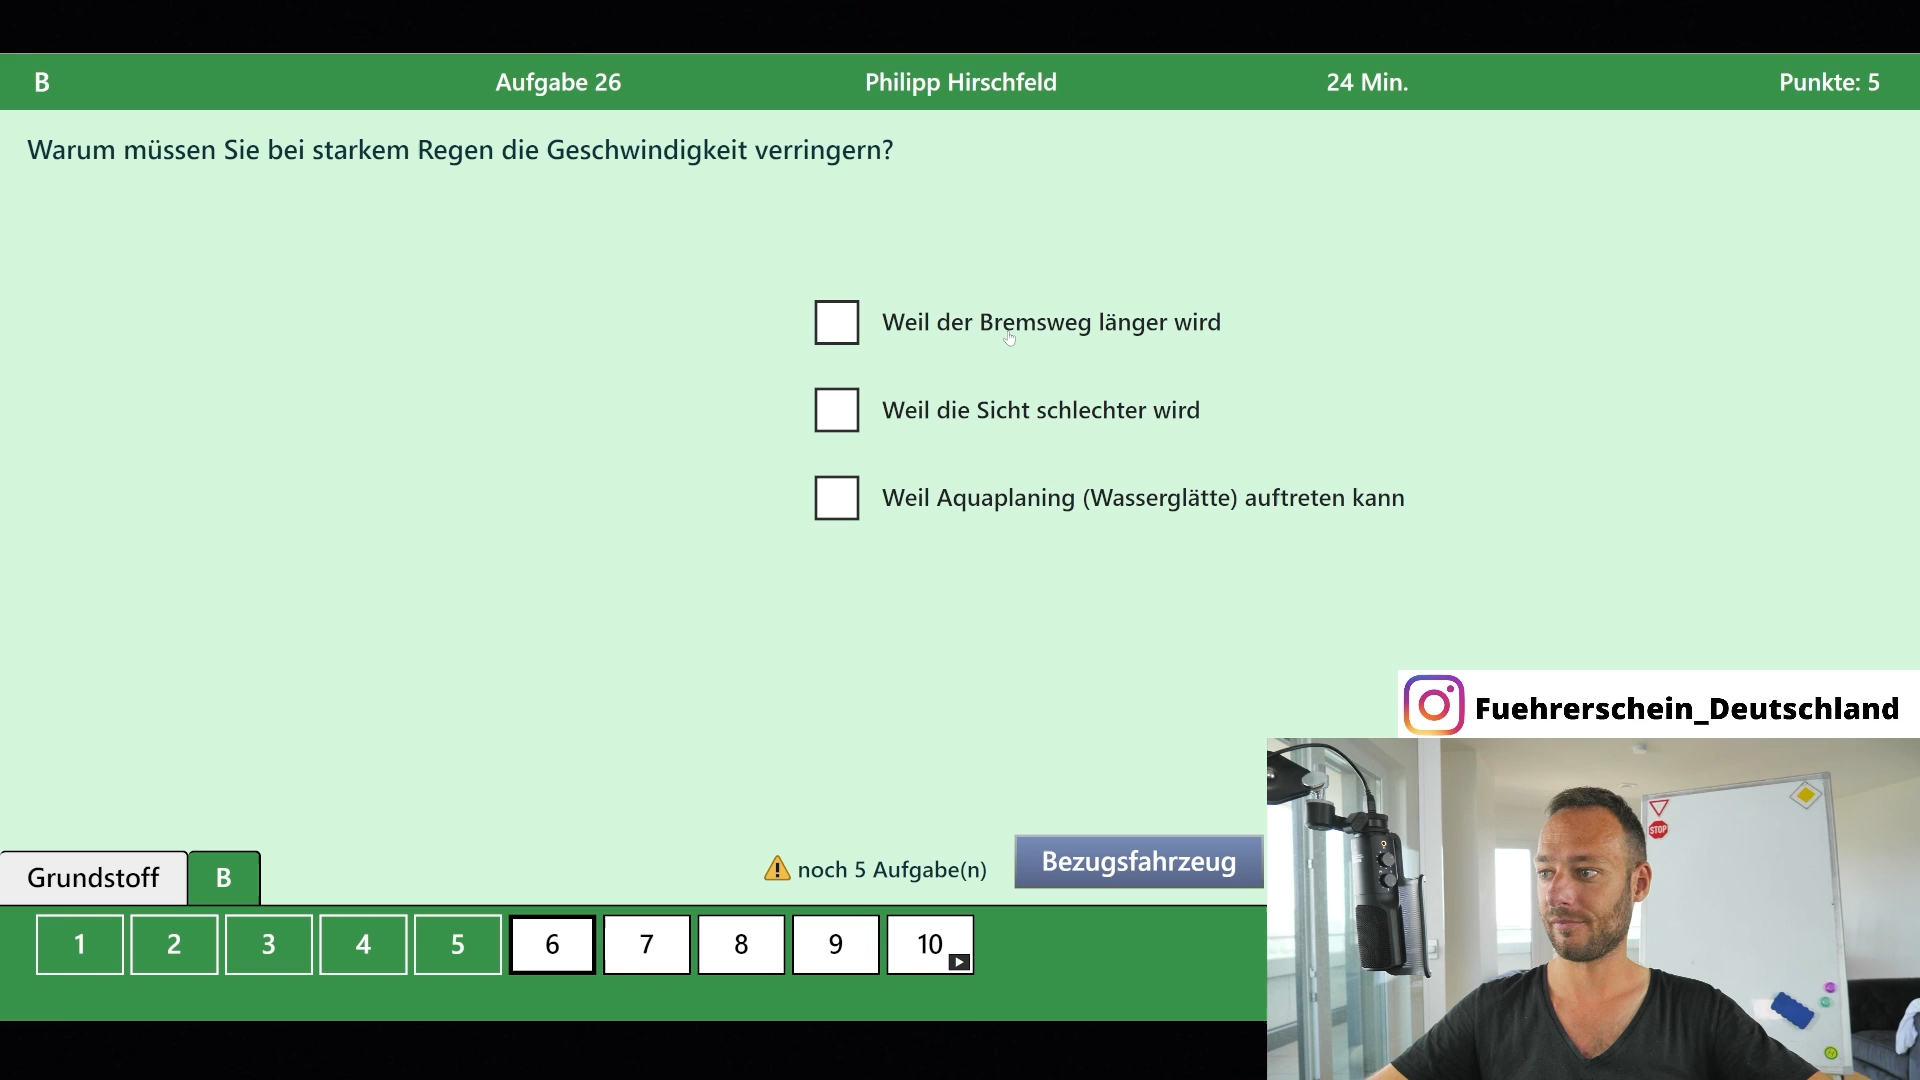 B
Aufgabe 26
Philipp Hirschfeld
24 Min.
Punkte: 5
Warum müssen Sie bei starkem Regen die Geschwindigkeit verringern?
Weil der Bremsweg länger wird
Weil die Sicht schlechter wird
Weil Aquaplaning (Wasserglätte) auftreten kann
Fuehrerschein_Deutschland
STOP
Grundstoff
B
noch 5 Aufgabe(n)
Bezugsfahrzeug
1
2
3
4
5
6
7
8
9
10